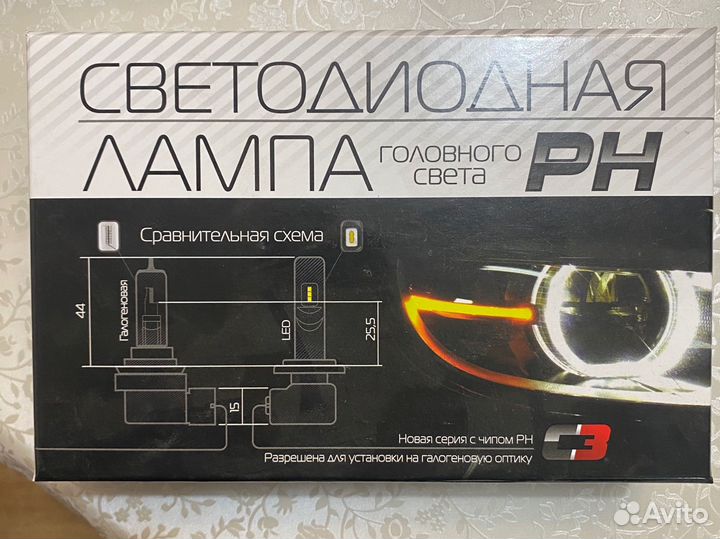 СВЕТОДИОДНАЯ
ЛАМПА ГОЛОВНОГО СВЕТА PH
Сравнительная схема
44
Галогеновая
LED
25,5
15
Новая серия с чипом PH
Разрешена для установки на галогеновую оптику
C3
Avito